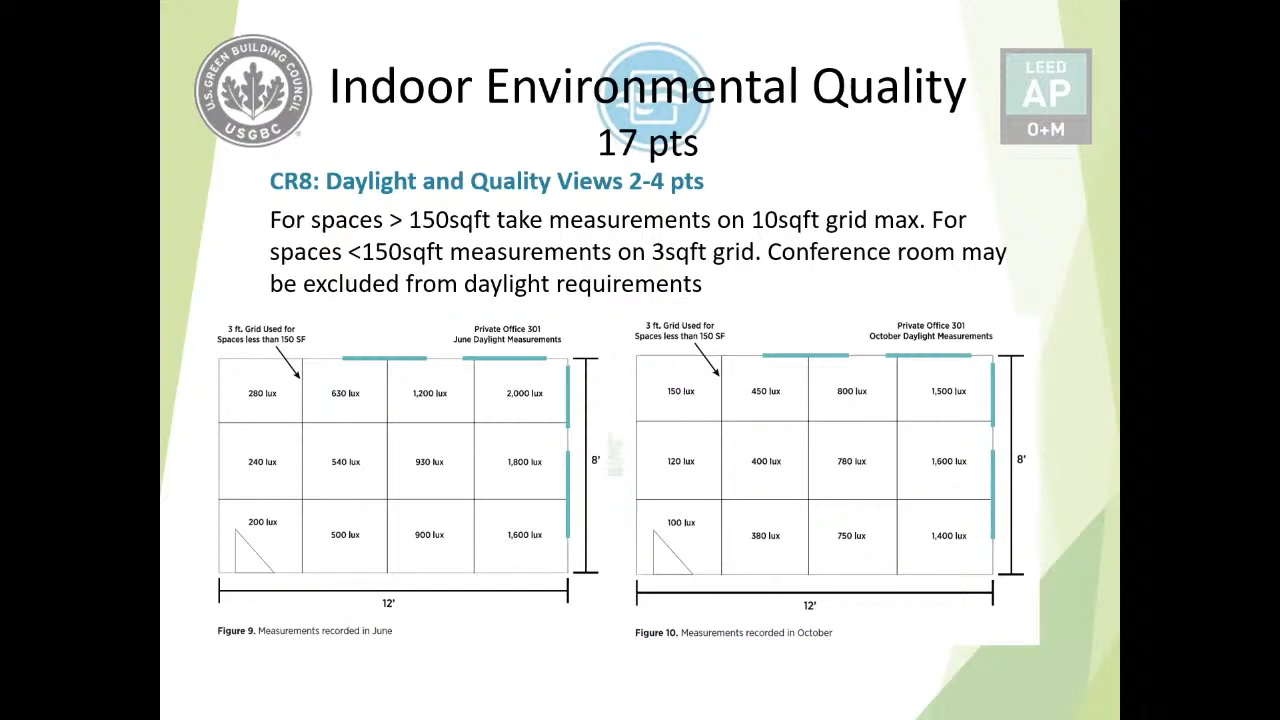 U.S. GREEN BUILDING COUNCIL
USGBC
Indoor Environmental Quality
17 pts
LEED
AP
O+M
CR8: Daylight and Quality Views 2-4 pts
For spaces > 150sqft take measurements on 10sqft grid max. For
spaces <150sqft measurements on 3sqft grid. Conference room may
be excluded from daylight requirements
3 ft. Grid Used for
Spaces less than 150 SF
Private Office 301
June Daylight Measurements
280 lux 630 lux 1,200 lux 2,000 lux
240 lux 540 lux 930 lux 1,800 lux
200 lux 500 lux 900 lux 1,600 lux
8'
12'
Figure 9. Measurements recorded in June
3 ft. Grid Used for
Spaces less than 150 SF
Private Office 301
October Daylight Measurements
150 lux 450 lux 800 lux 1,500 lux
120 lux 400 lux 780 lux 1,600 lux
100 lux 380 lux 750 lux 1,400 lux
8'
12'
Figure 10. Measurements recorded in October